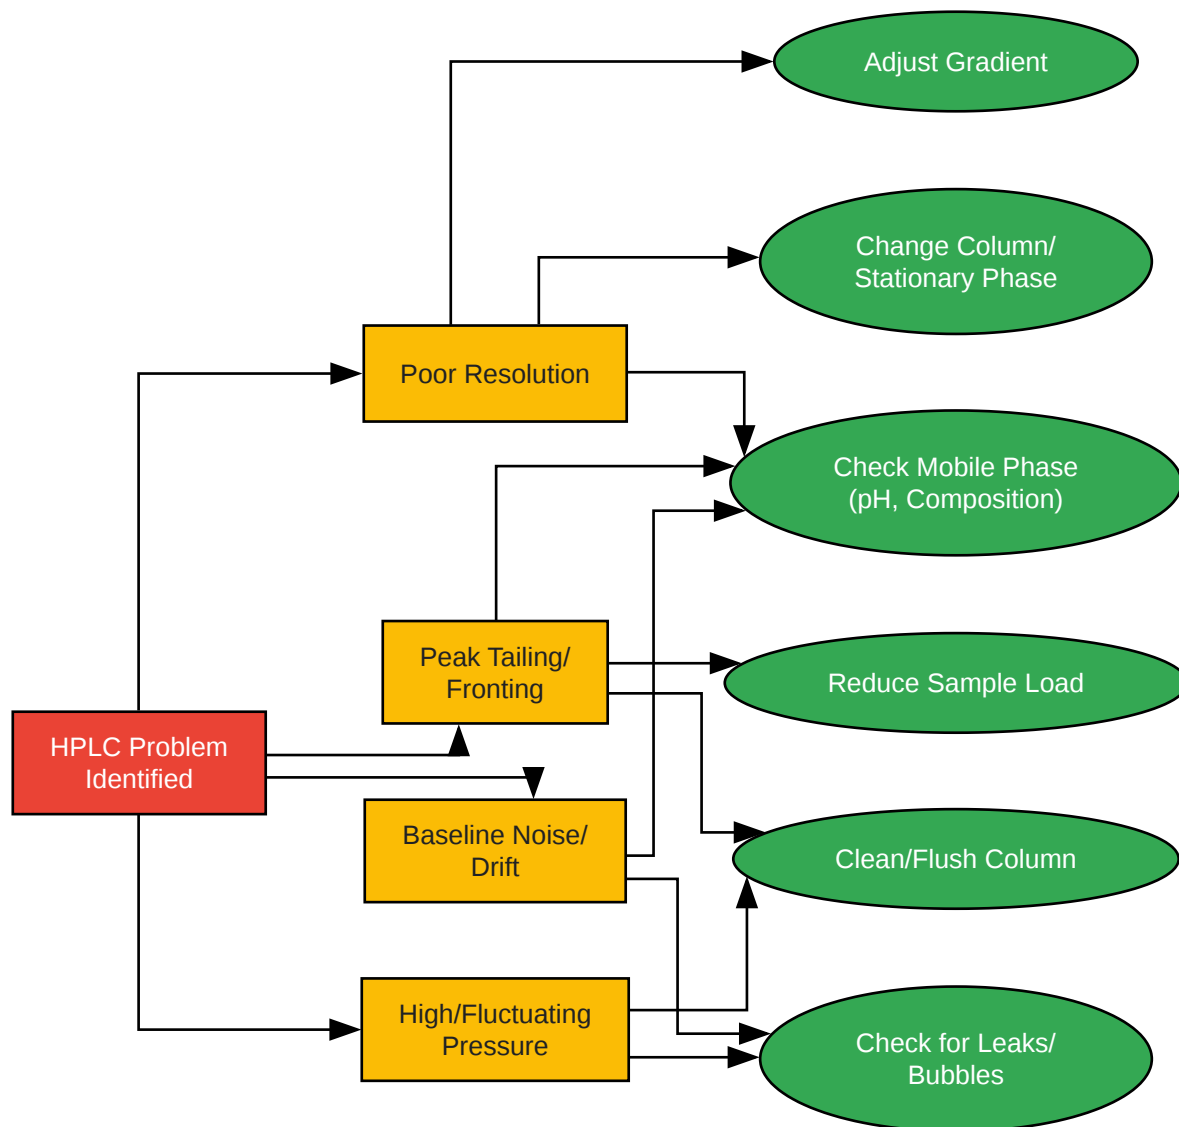 Adjust Gradient
Change Column/
Stationary Phase
Poor Resolution
Check Mobile Phase
(pH, Composition)
Peak Tailing/
Fronting
Reduce Sample Load
HPLC Problem
Identified
Baseline Noise/
Drift
Clean/Flush Column
High/Fluctuating
Pressure
Check for Leaks/
Bubbles